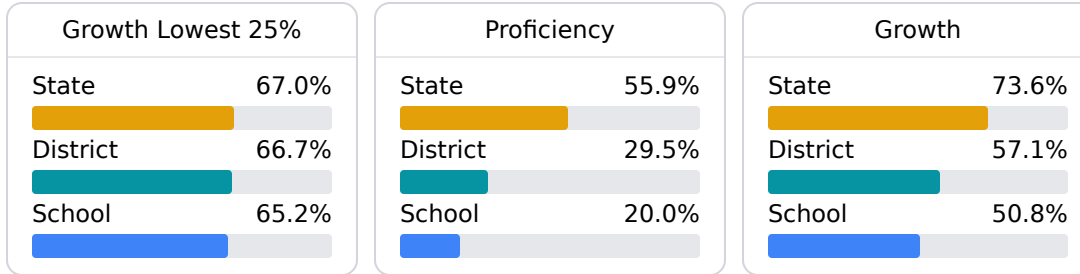 Growth Lowest 25%
State 67.0%
District 66.7%
School 65.2%
Proficiency
State 55.9%
District 29.5%
School 20.0%
Growth
State 73.6%
District 57.1%
School 50.8%